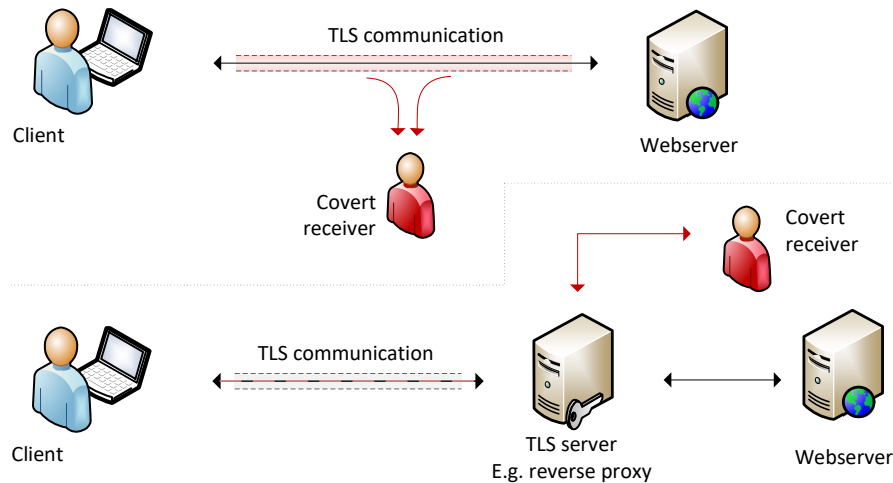 TLS communication
Client
Webserver
Covert
receiver
Covert
receiver
TLS communication
Client
TLS server
E.g. reverse proxy
Webserver